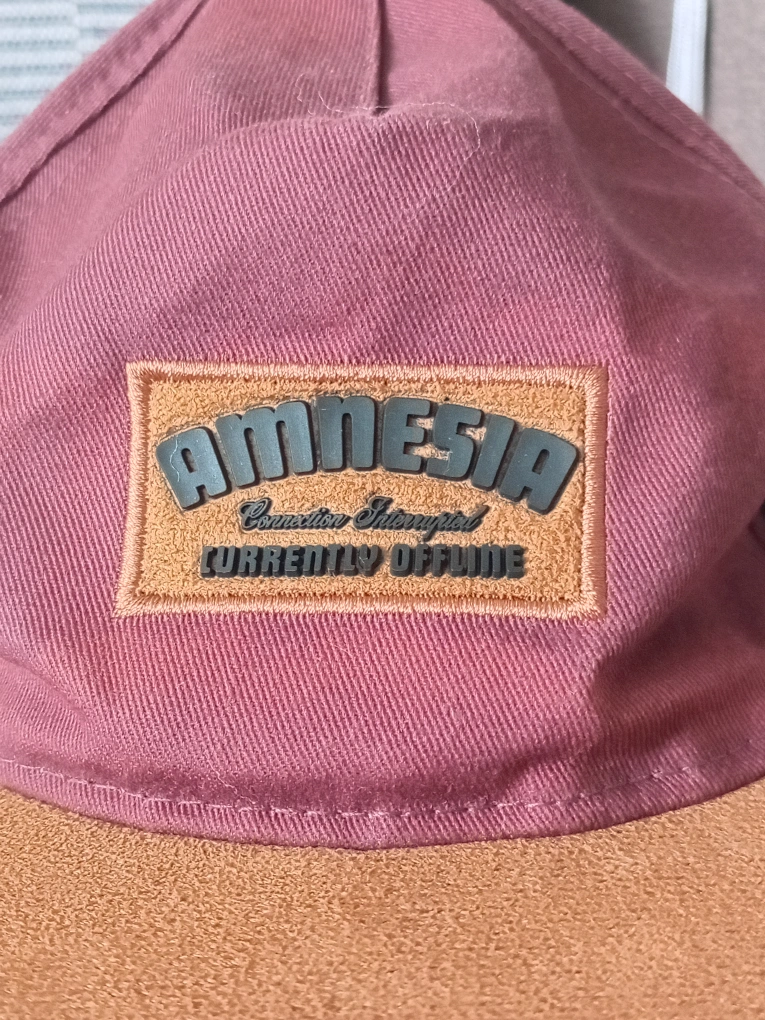 AMNESIA
Connection Interrupted
CURRENTLY OFFLINE